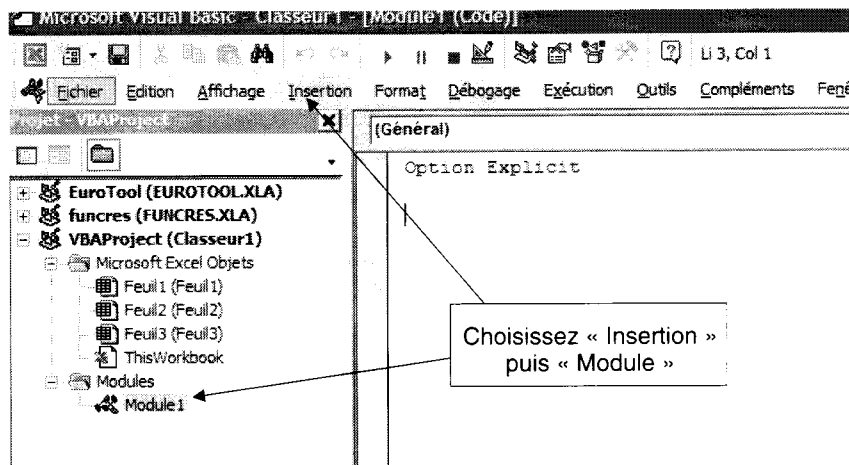 Microsoft Visual Basic - Classeur1 - [Module1 (Code)]
Li 3, Col 1
Fichier Edition Affichage Insertion Format Débogage Exécution Outils Compléments Fenê
Projet - VBAProject
(Général)
Option Explicit
EuroTool (EUROTOOL.XLA)
funcres (FUNCRES.XLA)
VBAProject (Classeur1)
Microsoft Excel Objets
Feuil1 (Feuil1)
Feuil2 (Feuil2)
Feuil3 (Feuil3)
ThisWorkbook
Modules
Module1
Choisissez « Insertion »
puis « Module »